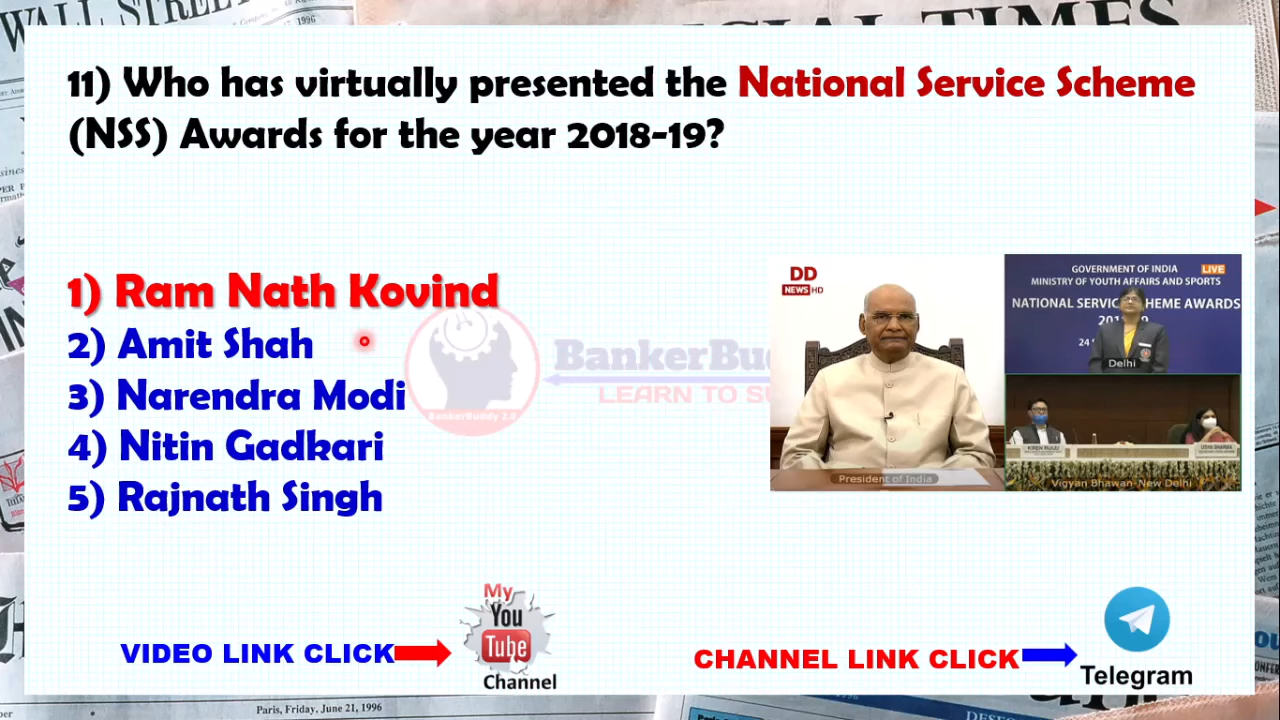 11) Who has virtually presented the National Service Scheme
(NSS) Awards for the year 2018-19?
1) Ram Nath Kovind
2) Amit Shah
3) Narendra Modi
4) Nitin Gadkari
5) Rajnath Singh
BankerBuddy 2.0
BankerBu
LEARN TO
DD
NEWS HD
President of India
GOVERNMENT OF INDIA
LIVE
MINISTRY OF YOUTH AFFAIRS AND SPORTS
NATIONAL SERVICE SCHEME AWARDS
Delhi
Vigyan Bhawan-New Delhi
VIDEO LINK CLICK
My
You
Tube
Channel
CHANNEL LINK CLICK
Telegram
Paris, Friday, June 21, 1996